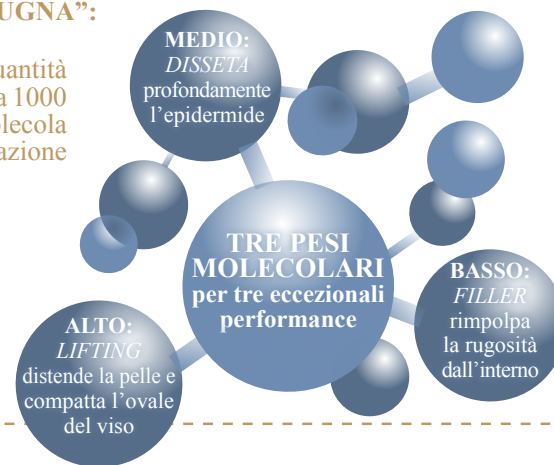 UGNA”:
uantità
a 1000
olecola
azione
MEDIO:
DISSETA
profondamente
l’epidermide
TRE PESI
MOLECOLARI
per tre eccezionali
performance
BASSO:
FILLER
rimpolpa
la rugosità
dall’interno
ALTO:
LIFTING
distende la pelle e
compatta l’ovale
del viso